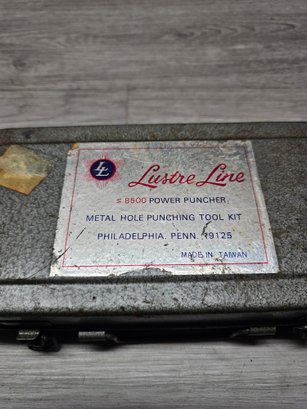 LL
Lustre Line
# 8500 POWER PUNCHER
METAL HOLE PUNCHING TOOL KIT
PHILADELPHIA, PENN. 19125
MADE IN TAIWAN